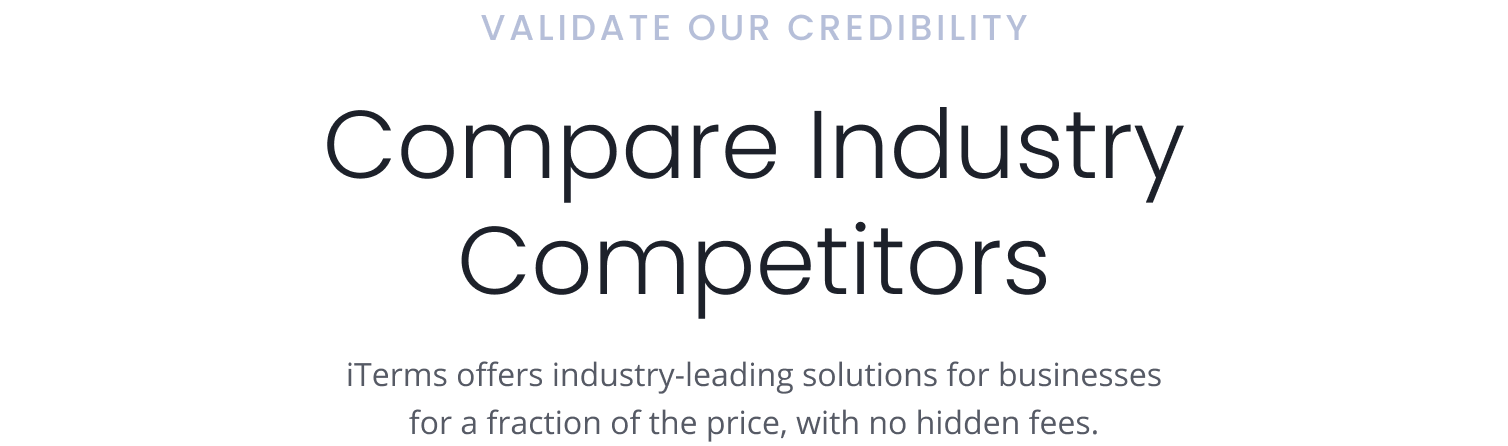 VALIDATE OUR CREDIBILITY
Compare Industry
Competitors
iTerms offers industry-leading solutions for businesses
for a fraction of the price, with no hidden fees.